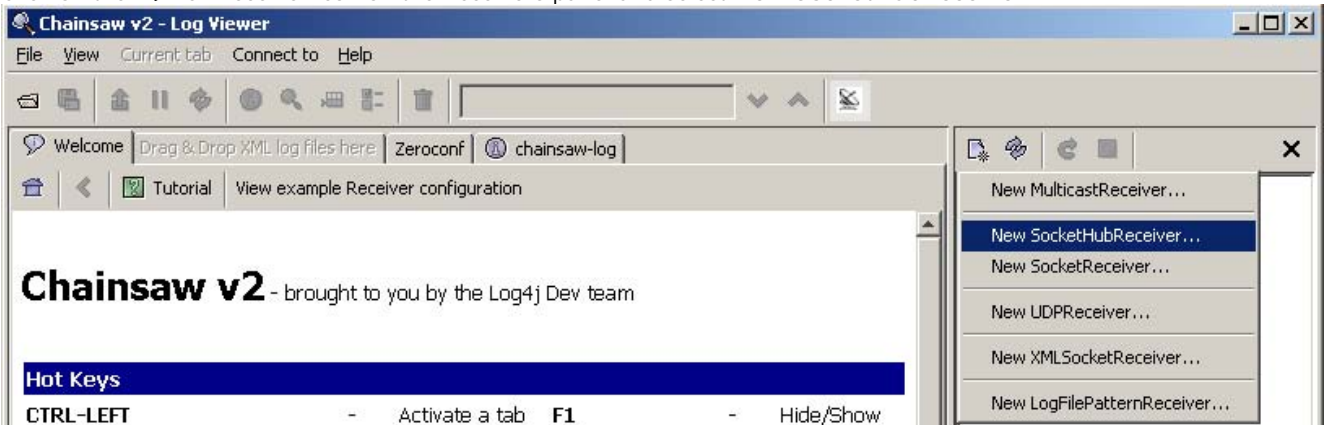 Chainsaw v2 - Log Viewer
File View Current tab Connect to Help
Welcome Drag & Drop XML log files here Zeroconf chainsaw-log
Tutorial View example Receiver configuration
New MulticastReceiver...
New SocketHubReceiver...
New SocketReceiver...
New UDPReceiver...
New XMLSocketReceiver...
New LogFilePatternReceiver...
Chainsaw v2 - brought to you by the Log4j Dev team
Hot Keys
CTRL-LEFT - Activate a tab F1 - Hide/Show